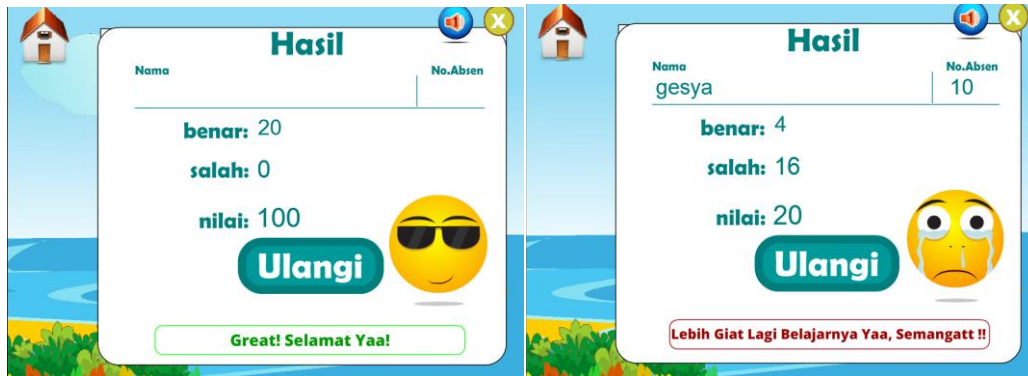 X
Hasil
Nama No.Absen
benar: 20
salah: 0
nilai: 100
Ulangi
Great! Selamat Yaa!
X
Hasil
Nama No.Absen
gesya 10
benar: 4
salah: 16
nilai: 20
Ulangi
Lebih Giat Lagi Belajarnya Yaa, Semangatt !!